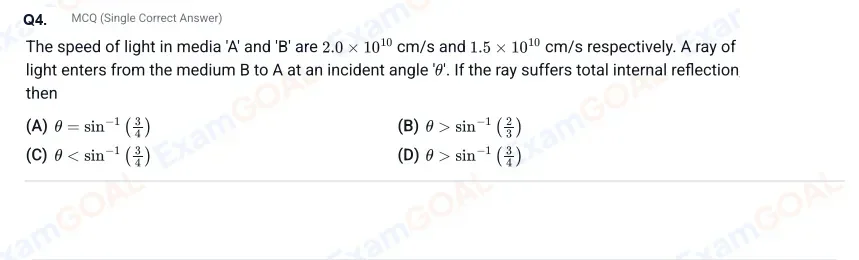 Q4. MCQ (Single Correct Answer)
The speed of light in media 'A' and 'B' are 2.0 × 10¹⁰ cm/s and 1.5 × 10¹⁰ cm/s respectively. A ray of
light enters from the medium B to A at an incident angle 'θ'. If the ray suffers total internal reflection
then
(A) θ = sin⁻¹ (3/4) (B) θ > sin⁻¹ (2/3)
(C) θ < sin⁻¹ (3/4) (D) θ > sin⁻¹ (3/4)
ExamGOAL